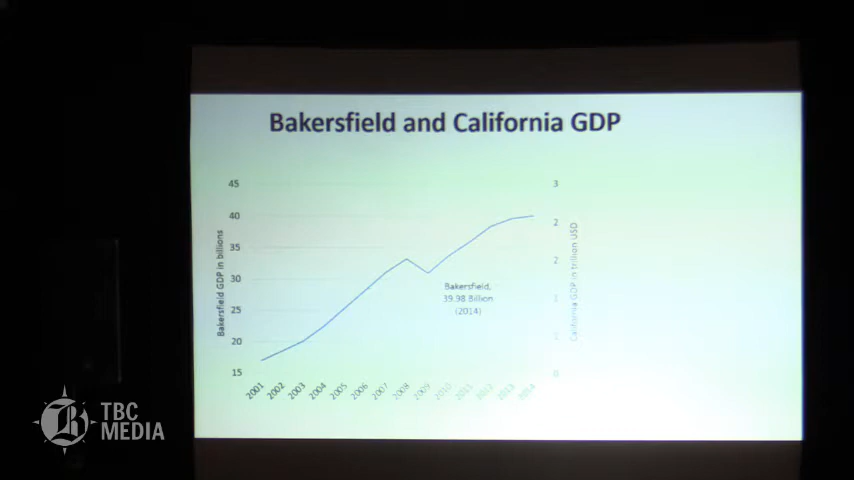 Bakersfield and California GDP
45
40
35
30
25
20
15
Bakersfield GDP in billions
3
2
2
1
1
0
California GDP in trillion USD
Bakersfield,
39.98 Billion
(2014)
2001 2002 2003 2004 2005 2006 2007 2008 2009 2010 2011 2012 2013 2014
TBC
MEDIA